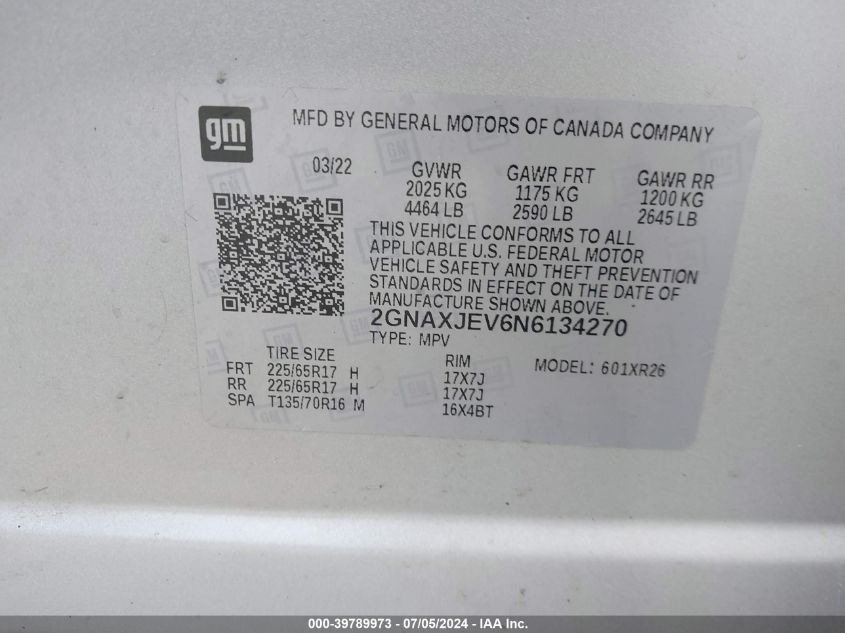 gm
MFD BY GENERAL MOTORS OF CANADA COMPANY
03/22 GVWR GAWR FRT GAWR RR
2025 KG 1175 KG 1200 KG
4464 LB 2590 LB 2645 LB
THIS VEHICLE CONFORMS TO ALL
APPLICABLE U.S. FEDERAL MOTOR
VEHICLE SAFETY AND THEFT PREVENTION
STANDARDS IN EFFECT ON THE DATE OF
MANUFACTURE SHOWN ABOVE.
2GNAXJEV6N6134270
TYPE: MPV
TIRE SIZE RIM MODEL: 601XR26
FRT 225/65R17 H 17X7J
RR 225/65R17 H 17X7J
SPA T135/70R16 M 16X4BT
000-39789973 - 07/05/2024 - IAA Inc.